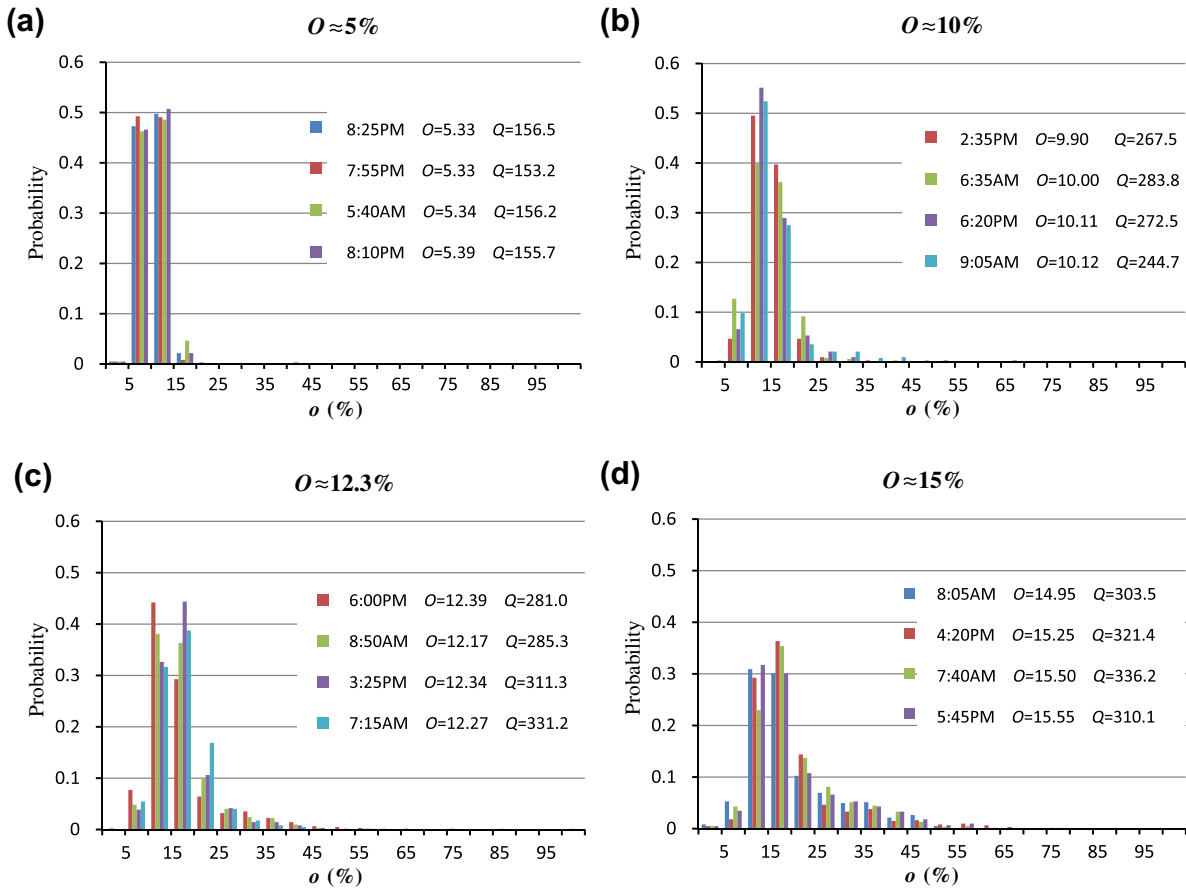 (a)
O≈5%
0.6
0.5
0.4
0.3
0.2
0.1
0
Probability
8:25PM O=5.33 Q=156.5
7:55PM O=5.33 Q=153.2
5:40AM O=5.34 Q=156.2
8:10PM O=5.39 Q=155.7
5 15 25 35 45 55 65 75 85 95
o (%)
(b)
O≈10%
0.6
0.5
0.4
0.3
0.2
0.1
0
Probability
2:35PM O=9.90 Q=267.5
6:35AM O=10.00 Q=283.8
6:20PM O=10.11 Q=272.5
9:05AM O=10.12 Q=244.7
5 15 25 35 45 55 65 75 85 95
o (%)
(c)
O≈12.3%
0.6
0.5
0.4
0.3
0.2
0.1
0
Probability
6:00PM O=12.39 Q=281.0
8:50AM O=12.17 Q=285.3
3:25PM O=12.34 Q=311.3
7:15AM O=12.27 Q=331.2
5 15 25 35 45 55 65 75 85 95
o (%)
(d)
O≈15%
0.6
0.5
0.4
0.3
0.2
0.1
0
Probability
8:05AM O=14.95 Q=303.5
4:20PM O=15.25 Q=321.4
7:40AM O=15.50 Q=336.2
5:45PM O=15.55 Q=310.1
5 15 25 35 45 55 65 75 85 95
o (%)